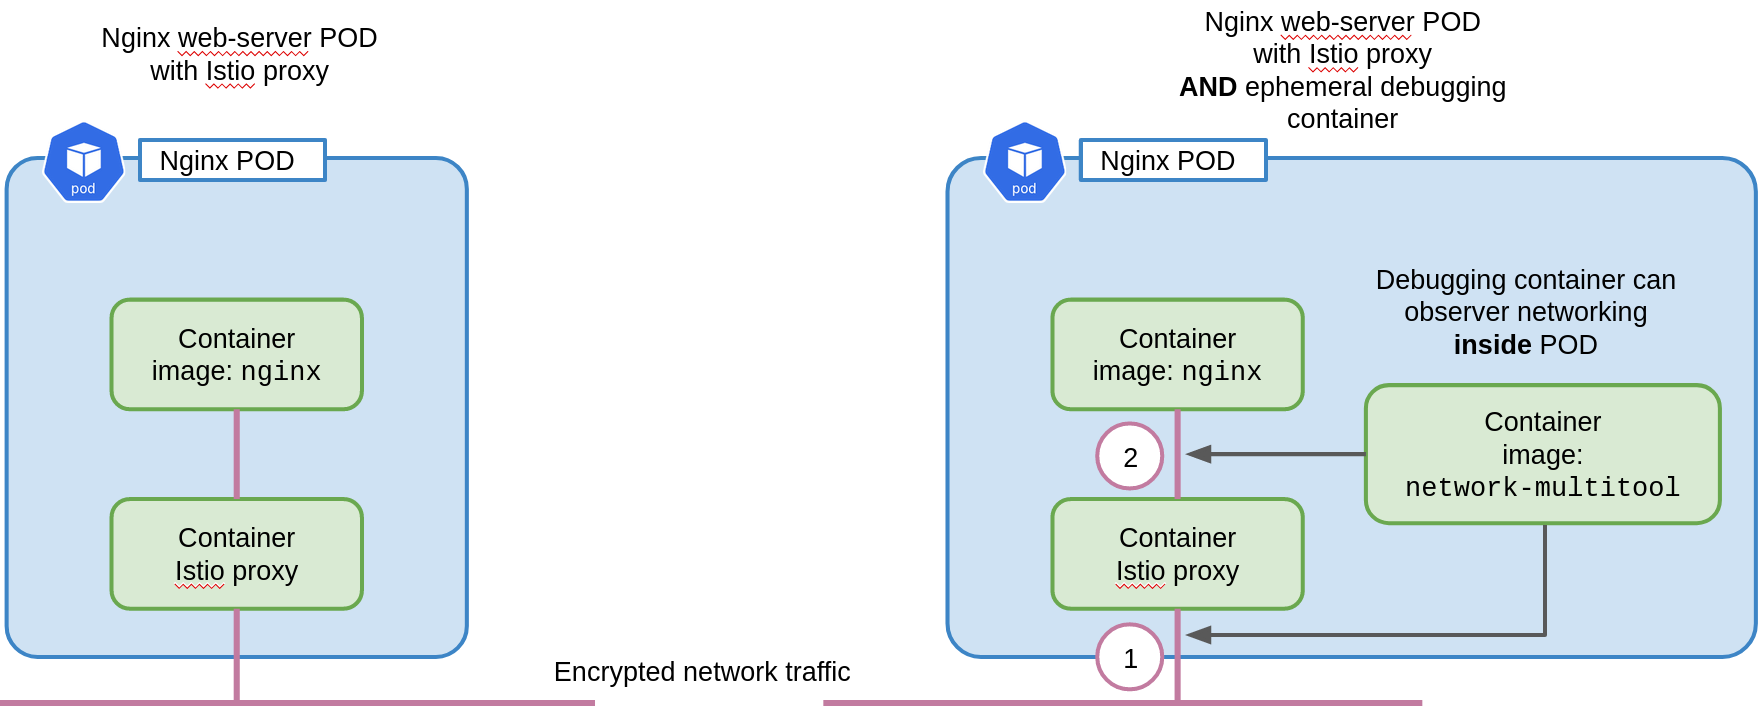 Nginx web-server POD
with Istio proxy
pod
Nginx POD
Container
image: nginx
Container
Istio proxy
Encrypted network traffic
Nginx web-server POD
with Istio proxy
AND ephemeral debugging
container
pod
Nginx POD
Debugging container can
observer networking
inside POD
Container
image: nginx
2
Container
image:
network-multitool
Container
Istio proxy
1